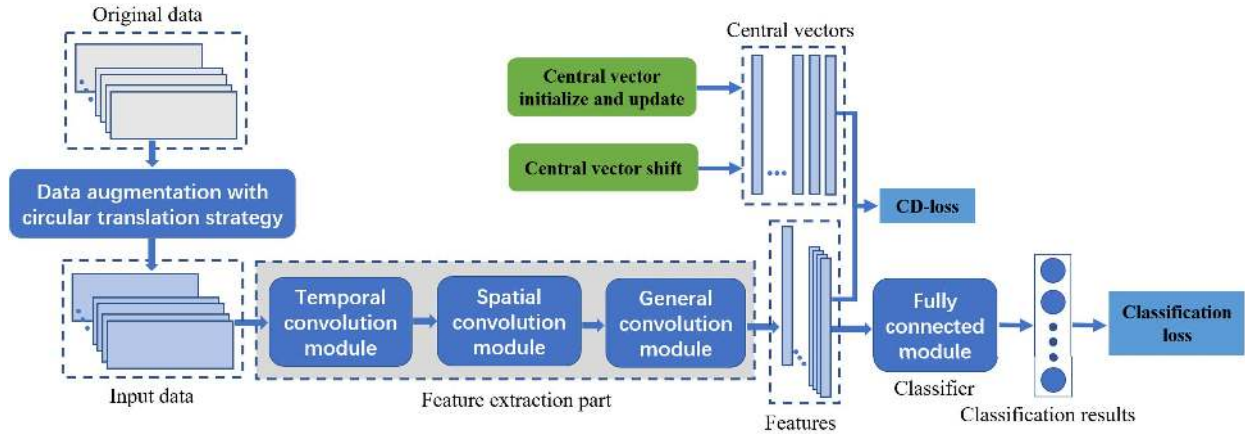 Original data
Central vectors
Central vector
initialize and update
Central vector shift
Data augmentation with
circular translation strategy
CD-loss
Temporal
convolution
module
Spatial
convolution
module
General
convolution
module
Fully
connected
module
Classification
loss
Input data
Feature extraction part
Features
Classifier
Classification results